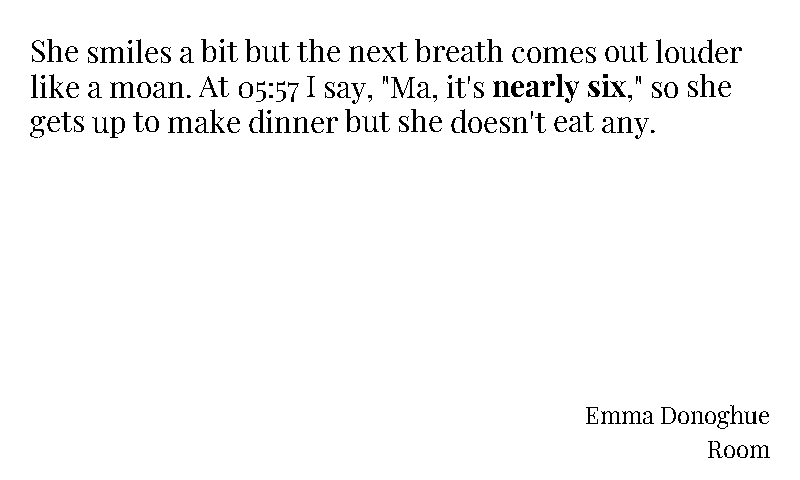 She smiles a bit but the next breath comes out louder
like a moan. At 05:57 I say, "Ma, it's nearly six," so she
gets up to make dinner but she doesn't eat any.
Emma Donoghue
Room